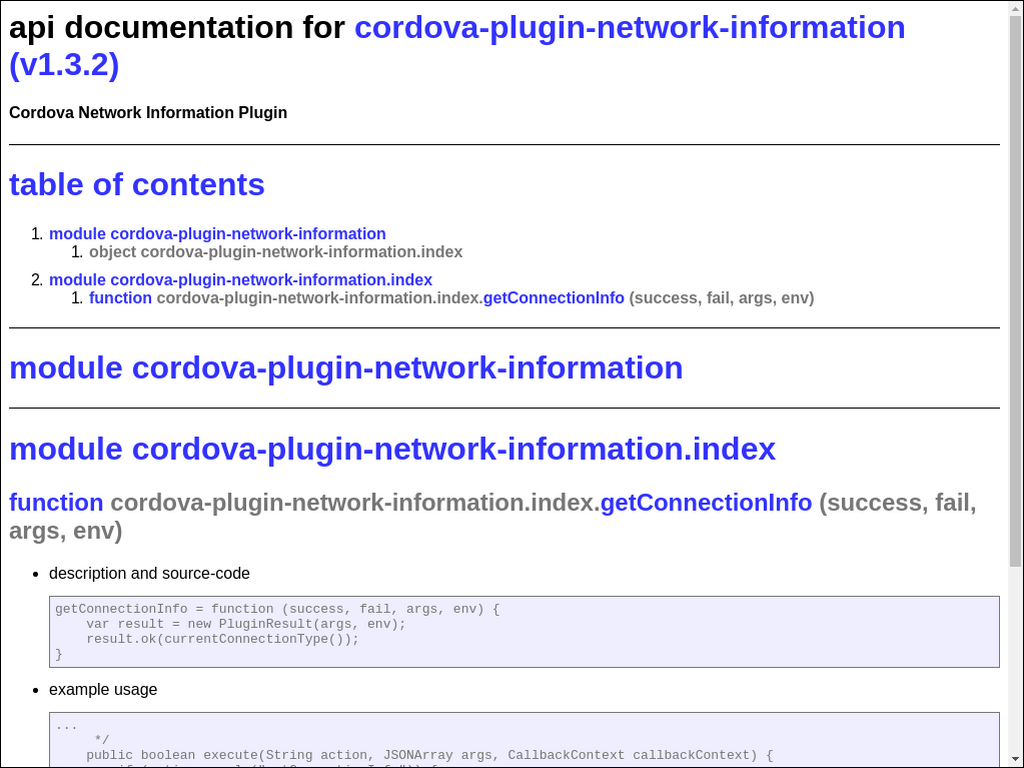 api documentation for cordova-plugin-network-information
(v1.3.2)
Cordova Network Information Plugin
table of contents
1. module cordova-plugin-network-information
1. object cordova-plugin-network-information.index
2. module cordova-plugin-network-information.index
1. function cordova-plugin-network-information.index.getConnectionInfo (success, fail, args, env)
module cordova-plugin-network-information
module cordova-plugin-network-information.index
function cordova-plugin-network-information.index.getConnectionInfo (success, fail,
args, env)
• description and source-code
getConnectionInfo = function (success, fail, args, env) {
    var result = new PluginResult(args, env);
    result.ok(currentConnectionType());
}
• example usage
...
     */
    public boolean execute(String action, JSONArray args, CallbackContext callbackContext) {